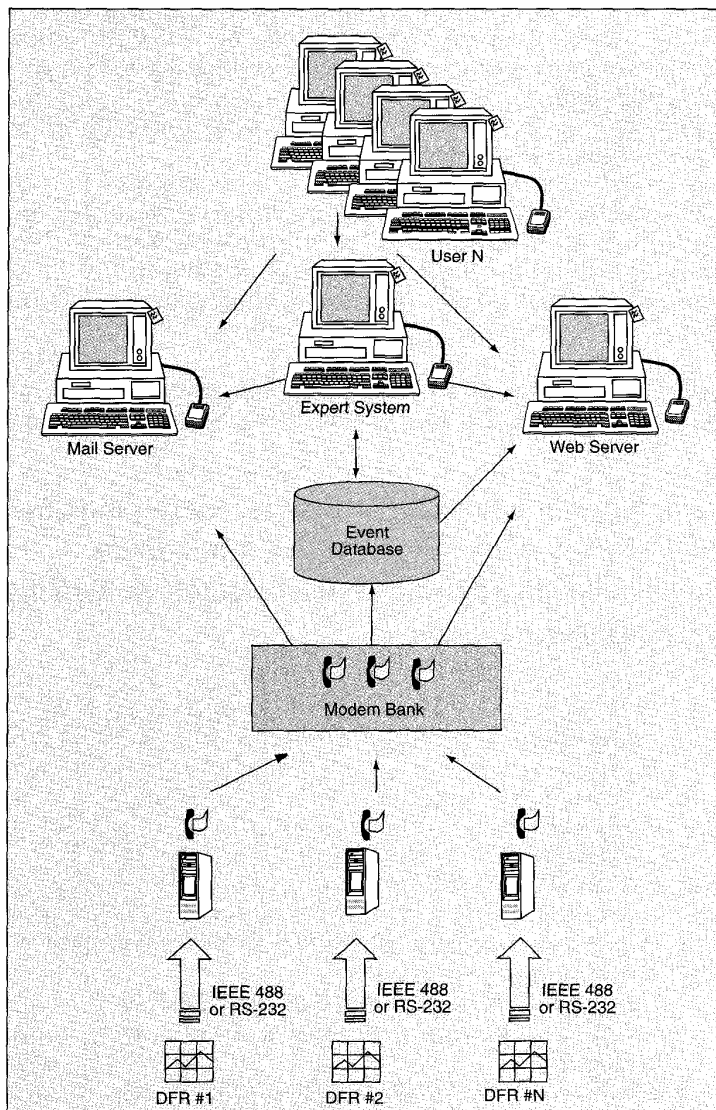 User N
Expert System
Mail Server
Web Server
Event
Database
Modem Bank
IEEE 488
or RS-232
IEEE 488
or RS-232
IEEE 488
or RS-232
DFR #1
DFR #2
DFR #N